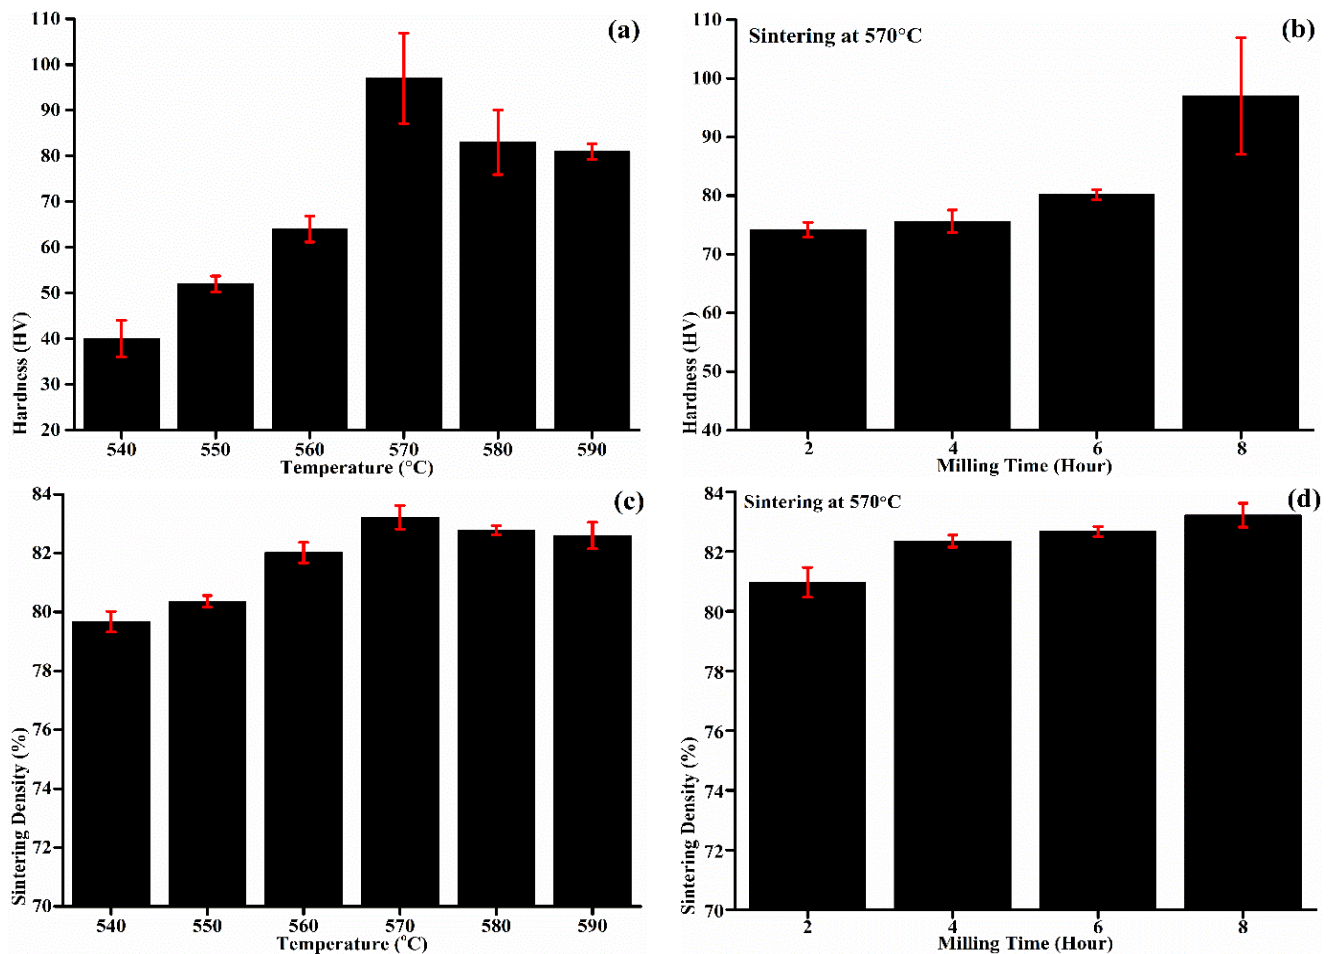 (a)
110
100
90
80
70
60
50
40
30
20
Hardness (HV)
540 550 560 570 580 590
Temperature (°C)
(b)
Sintering at 570°C
110
100
90
80
70
60
50
40
Hardness (HV)
2 4 6 8
Milling Time (Hour)
(c)
84
82
80
78
76
74
72
70
Sintering Density (%)
540 550 560 570 580 590
Temperature (°C)
(d)
Sintering at 570°C
84
82
80
78
76
74
72
70
Sintering Density (%)
2 4 6 8
Milling Time (Hour)